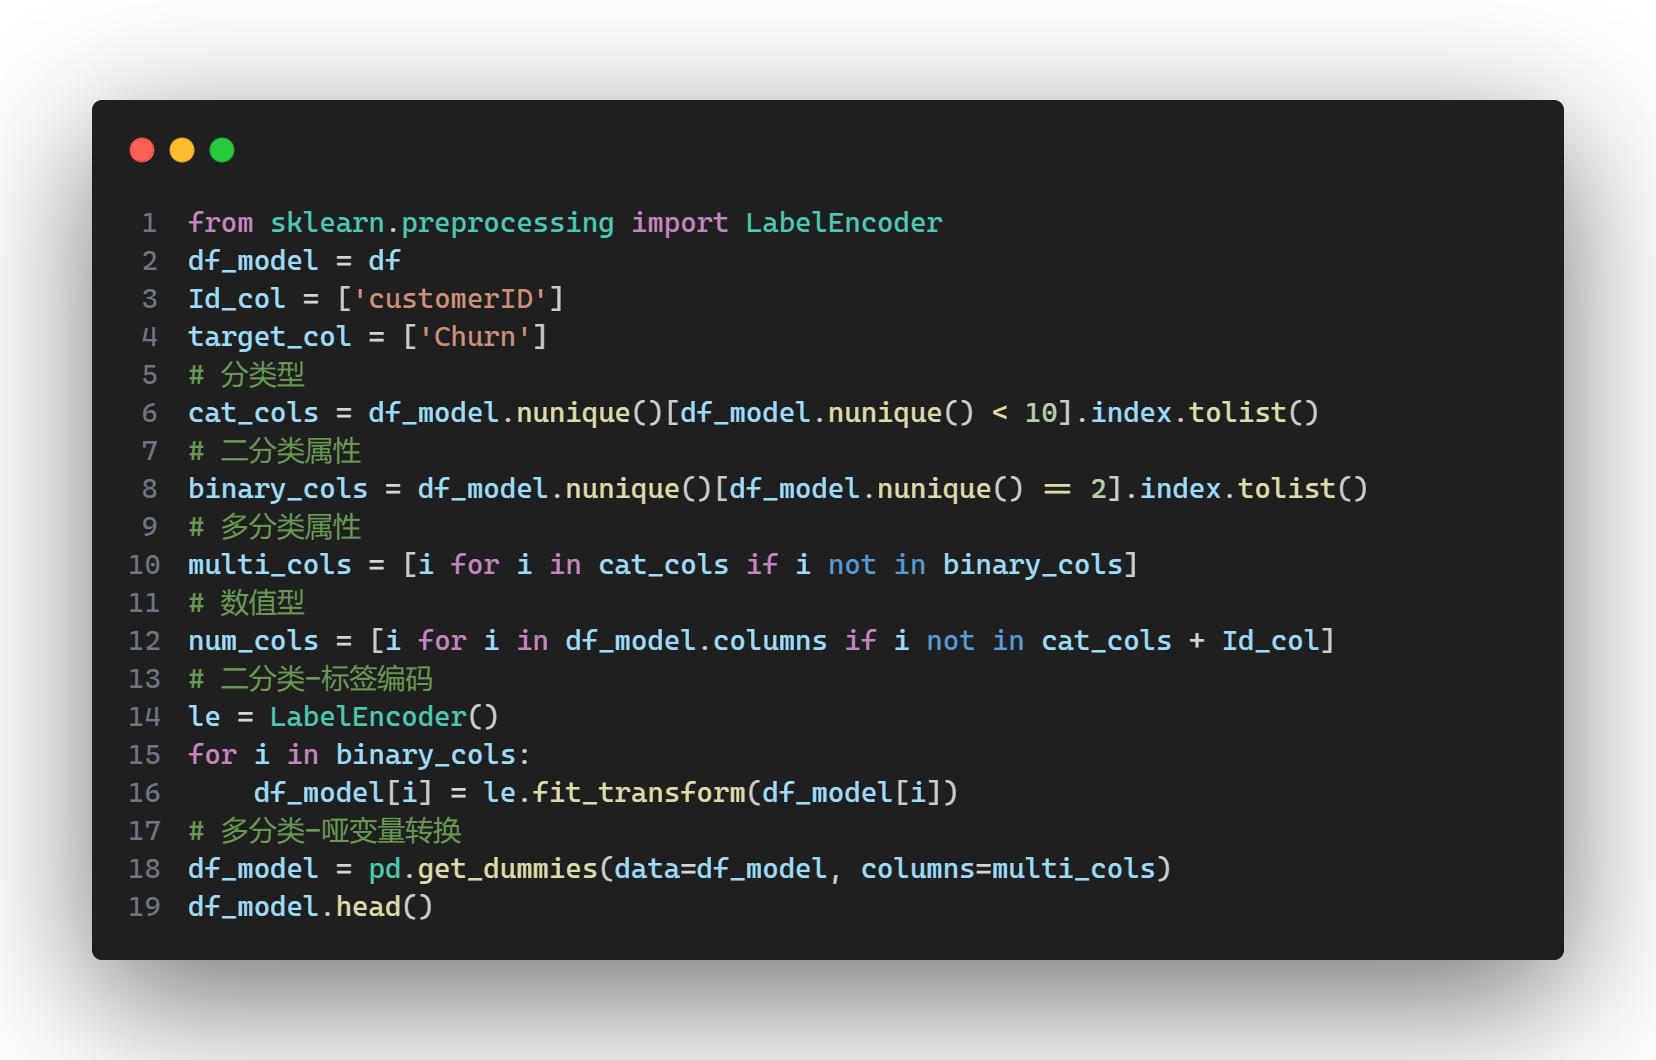 1 from sklearn.preprocessing import LabelEncoder
2 df_model = df
3 Id_col = ['customerID']
4 target_col = ['Churn']
5 # 分类型
6 cat_cols = df_model.nunique()[df_model.nunique() < 10].index.tolist()
7 # 二分类属性
8 binary_cols = df_model.nunique()[df_model.nunique() == 2].index.tolist()
9 # 多分类属性
10 multi_cols = [i for i in cat_cols if i not in binary_cols]
11 # 数值型
12 num_cols = [i for i in df_model.columns if i not in cat_cols + Id_col]
13 # 二分类-标签编码
14 le = LabelEncoder()
15 for i in binary_cols:
16     df_model[i] = le.fit_transform(df_model[i])
17 # 多分类-哑变量转换
18 df_model = pd.get_dummies(data=df_model, columns=multi_cols)
19 df_model.head()